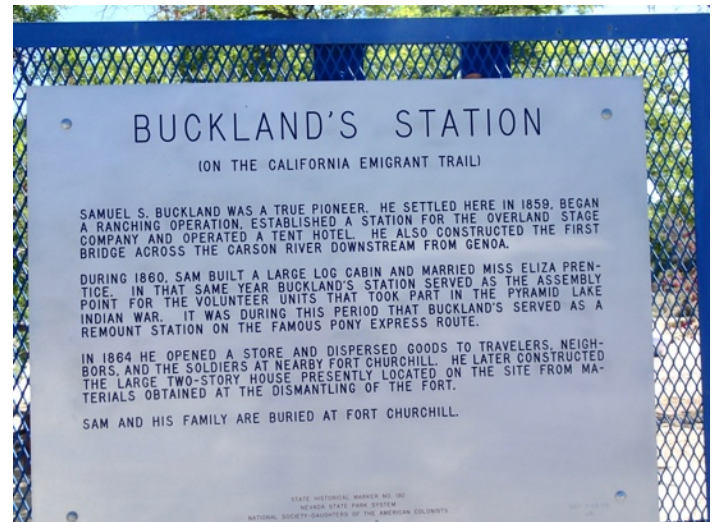 BUCKLAND'S STATION
(ON THE CALIFORNIA EMIGRANT TRAIL)
SAMUEL S. BUCKLAND WAS A TRUE PIONEER. HE SETTLED HERE IN 1859, BEGAN
A RANCHING OPERATION, ESTABLISHED A STATION FOR THE OVERLAND STAGE
COMPANY AND OPERATED A TENT HOTEL. HE ALSO CONSTRUCTED THE FIRST
BRIDGE ACROSS THE CARSON RIVER DOWNSTREAM FROM GENOA.
DURING 1860, SAM BUILT A LARGE LOG CABIN AND MARRIED MISS ELIZA PREN-
TICE. IN THAT SAME YEAR BUCKLAND'S STATION SERVED AS THE ASSEMBLY
POINT FOR THE VOLUNTEER UNITS THAT TOOK PART IN THE PYRAMID LAKE
INDIAN WAR. IT WAS DURING THIS PERIOD THAT BUCKLAND'S SERVED AS A
REMOUNT STATION ON THE FAMOUS PONY EXPRESS ROUTE.
IN 1864 HE OPENED A STORE AND DISPERSED GOODS TO TRAVELERS, NEIGH-
BORS, AND THE SOLDIERS AT NEARBY FORT CHURCHILL. HE LATER CONSTRUCTED
THE LARGE TWO-STORY HOUSE PRESENTLY LOCATED ON THE SITE FROM MA-
TERIALS OBTAINED AT THE DISMANTLING OF THE FORT.
SAM AND HIS FAMILY ARE BURIED AT FORT CHURCHILL.
STATE HISTORICAL MARKER NO. 192
NEVADA STATE PARK SYSTEM
NATIONAL SOCIETY-DAUGHTERS OF THE AMERICAN COLONISTS